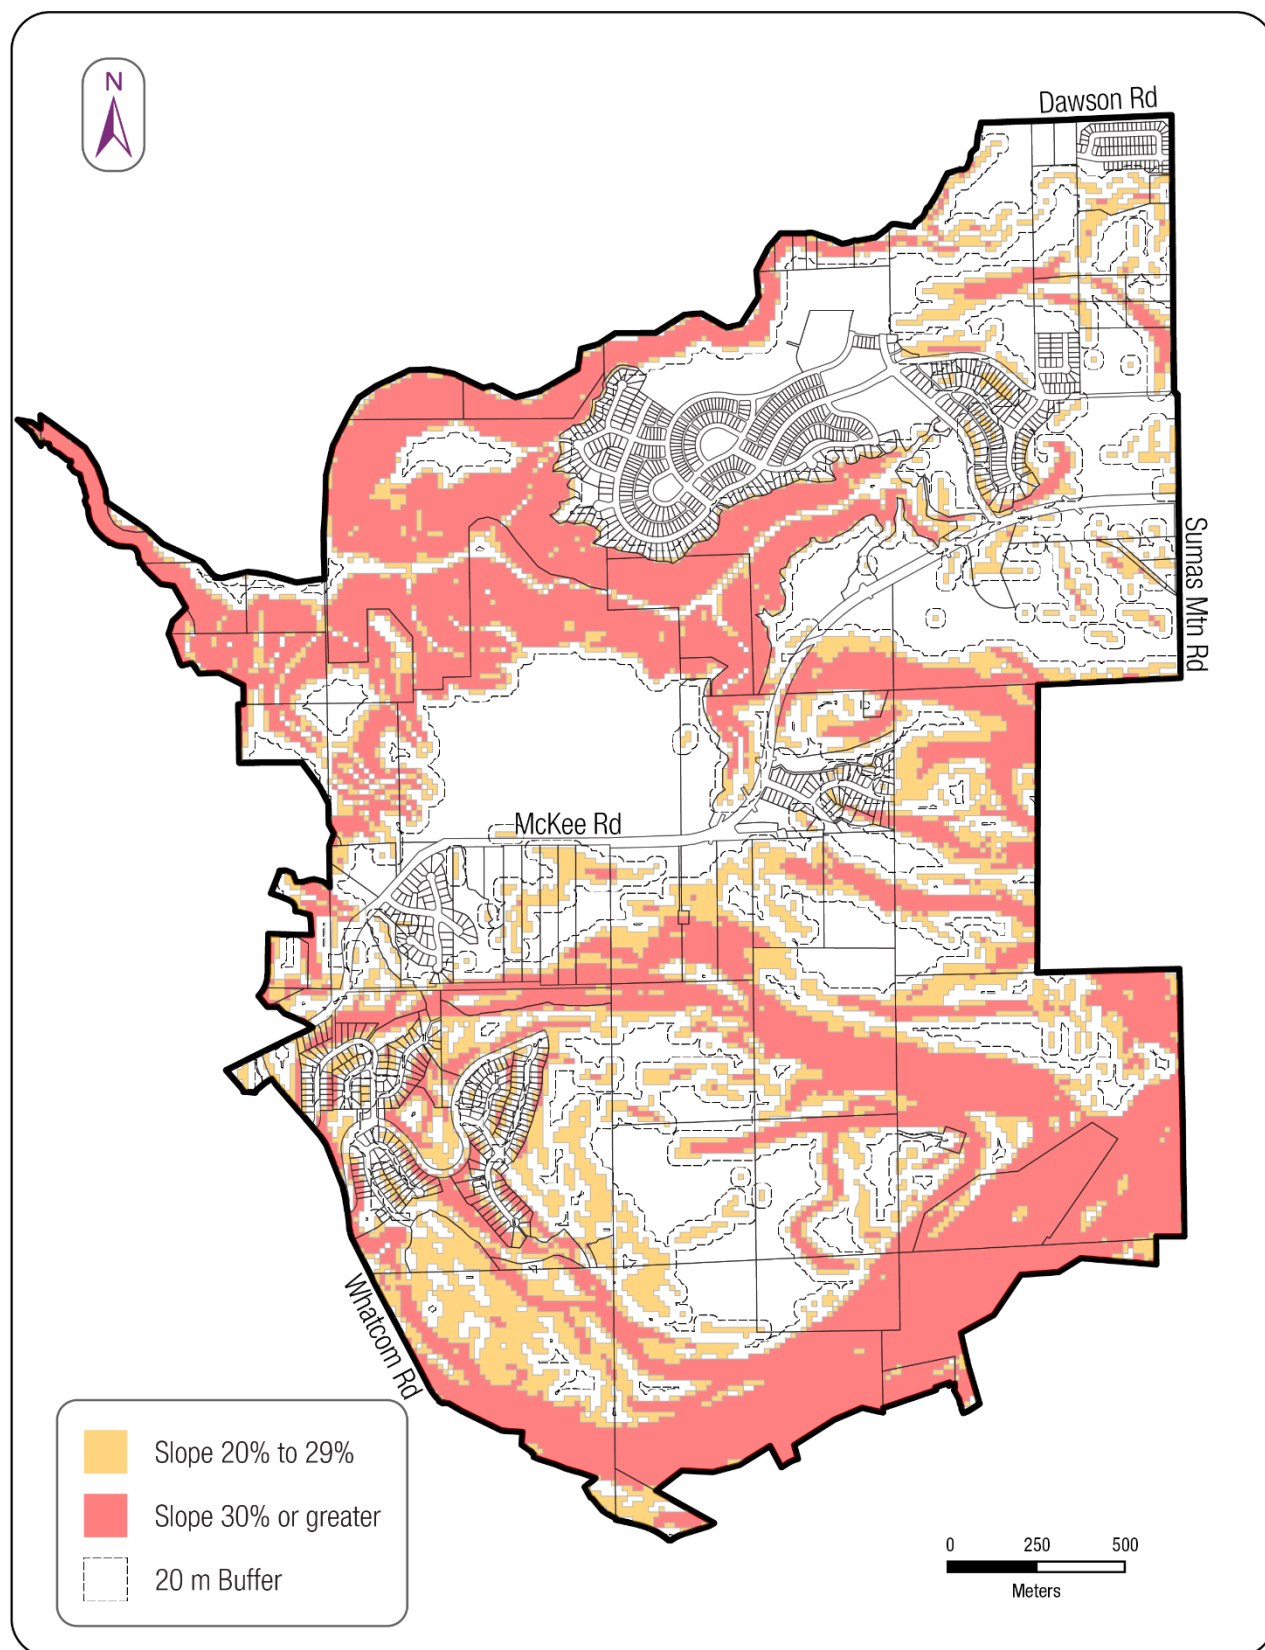 N
Dawson Rd
Sumas Mtn Rd
McKee Rd
Whatcom Rd
Slope 20% to 29%
Slope 30% or greater
20 m Buffer
0 250 500
Meters